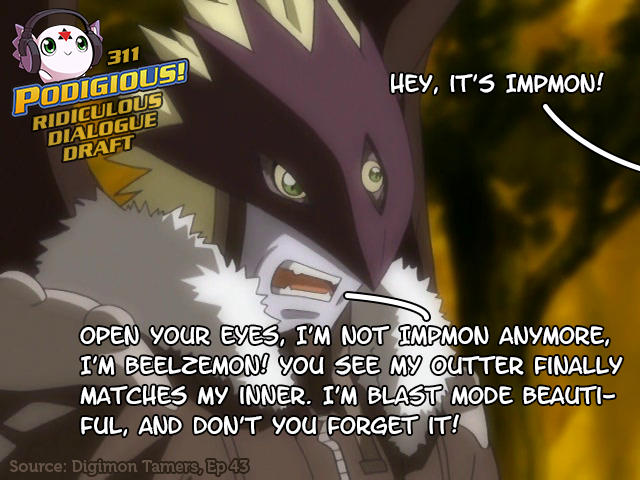 311
PODIGIOUS!
RIDICULOUS
DIALOGUE
DRAFT
HEY, IT'S IMPMON!
OPEN YOUR EYES, I'M NOT IMPMON ANYMORE,
I'M BEELZEMON! YOU SEE MY OUTTER FINALLY
MATCHES MY INNER. I'M BLAST MODE BEAUTI-
FUL, AND DON'T YOU FORGET IT!
Source: Digimon Tamers, Ep 43